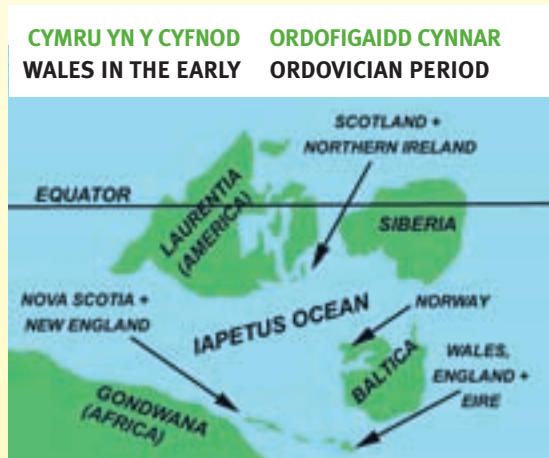 CYMRU YN Y CYFNOD ORDOFIGAIDD CYNNAR
WALES IN THE EARLY ORDOVICIAN PERIOD
SCOTLAND +
NORTHERN IRELAND
EQUATOR
LAURENTIA
(AMERICA)
SIBERIA
NOVA SCOTIA +
NEW ENGLAND
IAPETUS OCEAN
NORWAY
BALTICA
WALES,
ENGLAND +
EIRE
GONDWANA
(AFRICA)